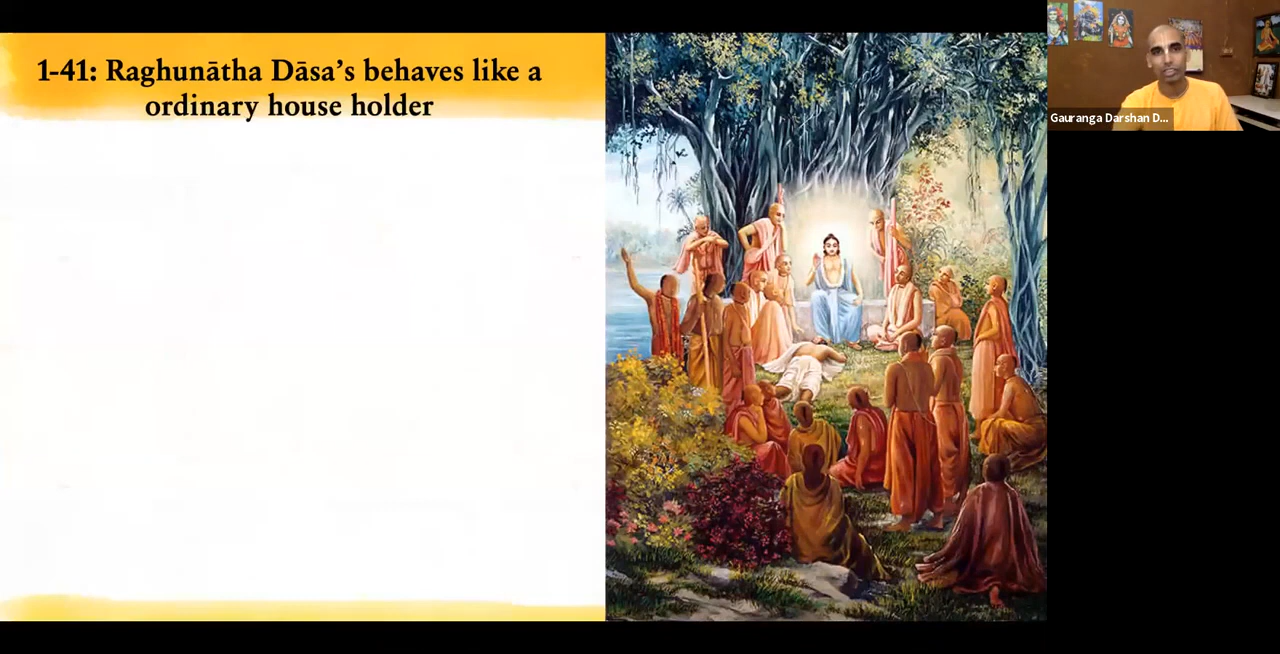 1-41: Raghunātha Dāsa’s behaves like a
ordinary house holder
Gauranga Darshan D...